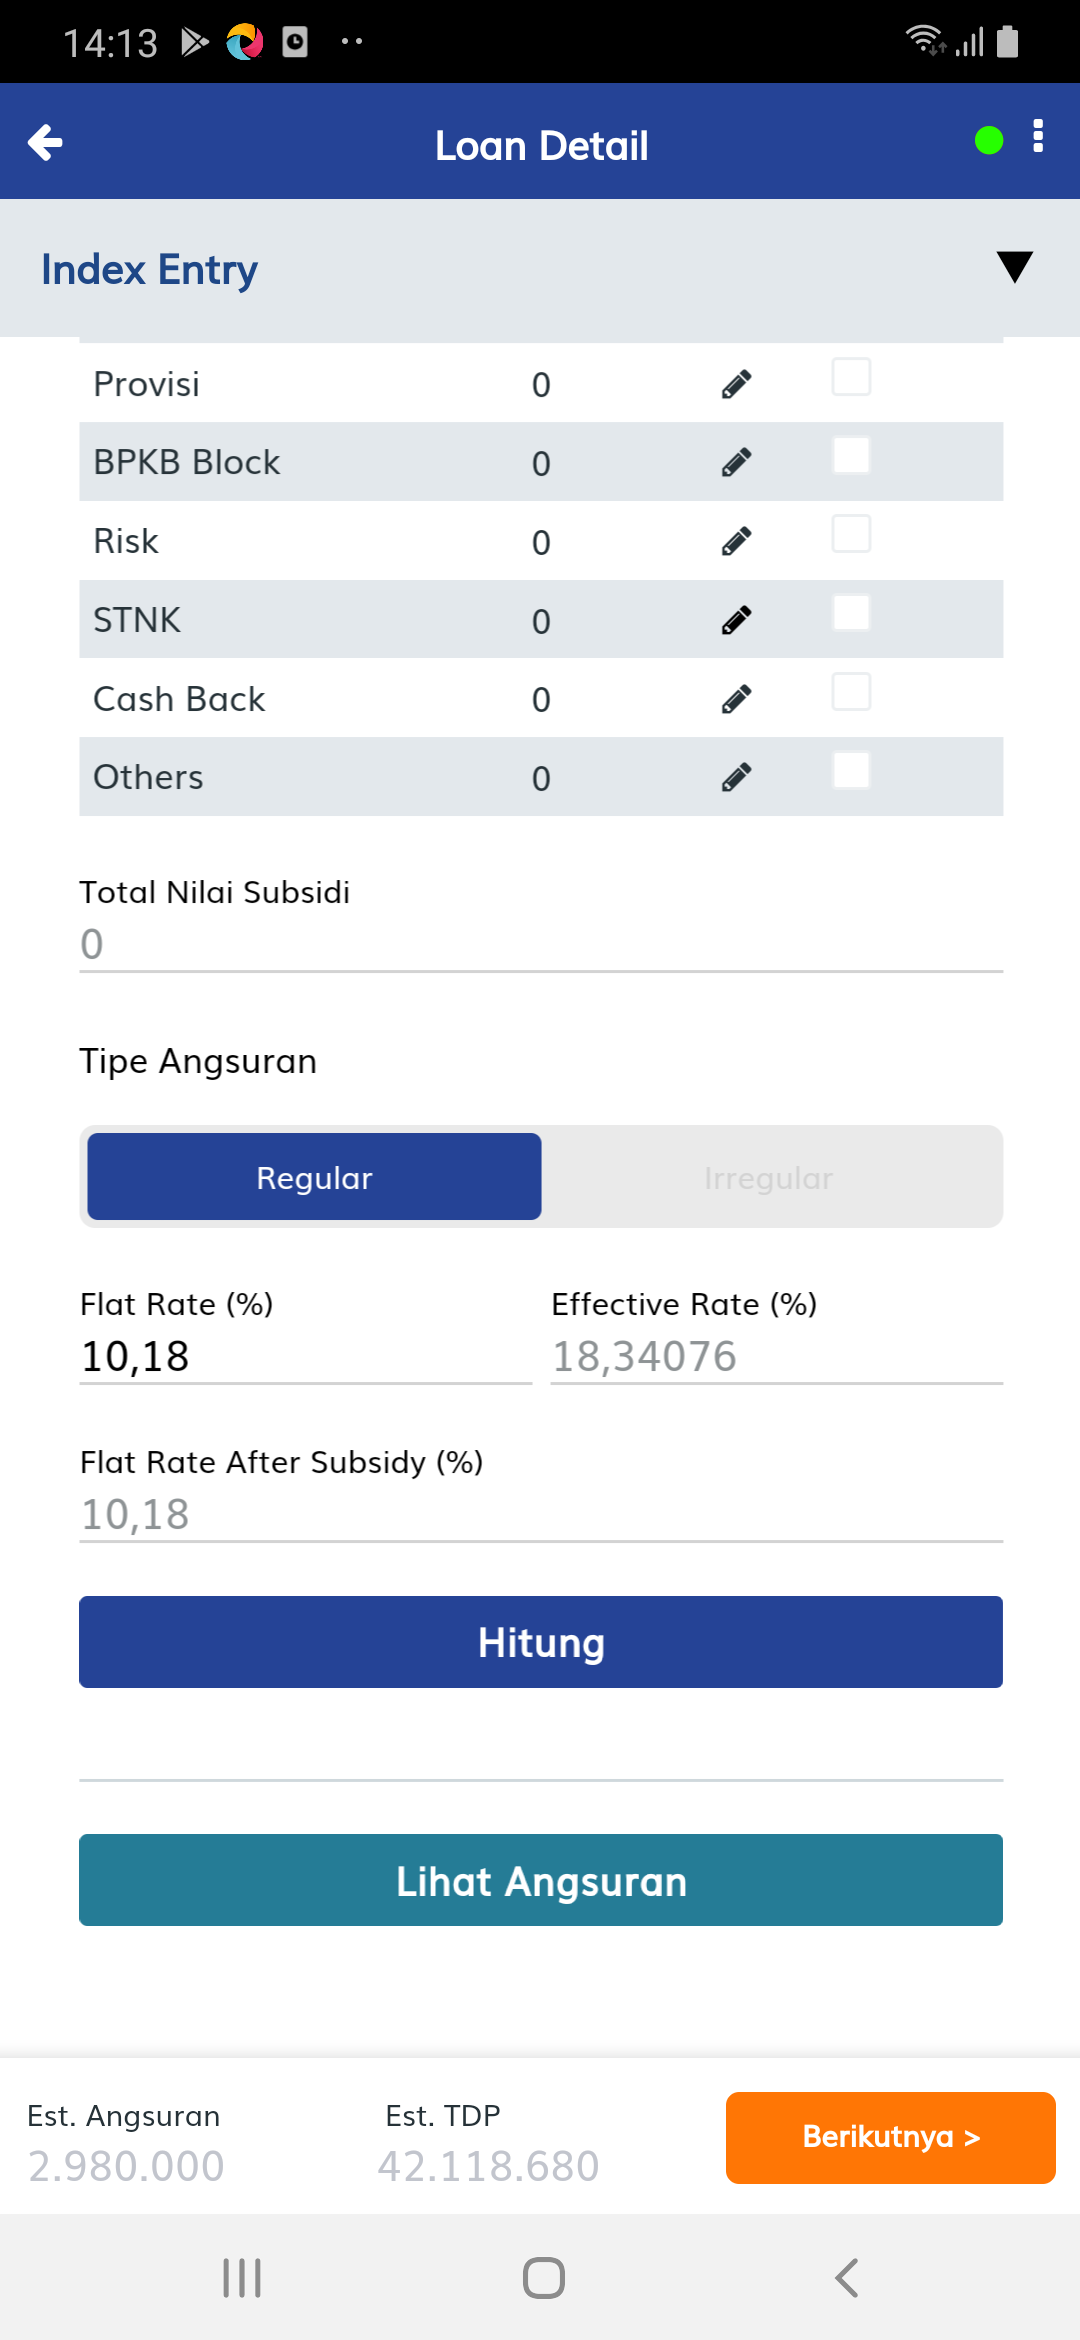 14:13
Loan Detail
Index Entry
Provisi 0
BPKB Block 0
Risk 0
STNK 0
Cash Back 0
Others 0
Total Nilai Subsidi
0
Tipe Angsuran
Regular Irregular
Flat Rate (%) Effective Rate (%)
10,18 18,34076
Flat Rate After Subsidy (%)
10,18
Hitung
Lihat Angsuran
Est. Angsuran Est. TDP
2.980.000 42.118.680
Berikutnya >